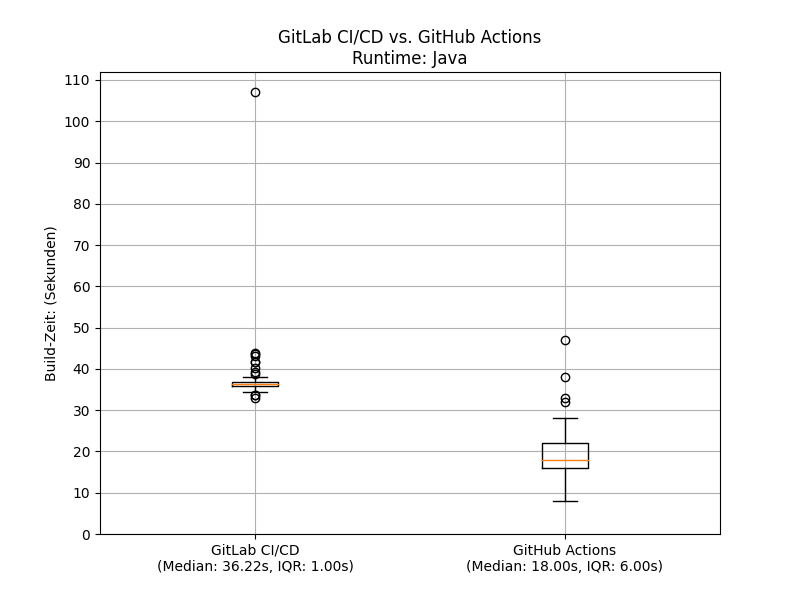 GitLab CI/CD vs. GitHub Actions
Runtime: Java
110
100
90
80
70
60
50
40
30
20
10
0
Build-Zeit: (Sekunden)
GitLab CI/CD
(Median: 36.22s, IQR: 1.00s)
GitHub Actions
(Median: 18.00s, IQR: 6.00s)